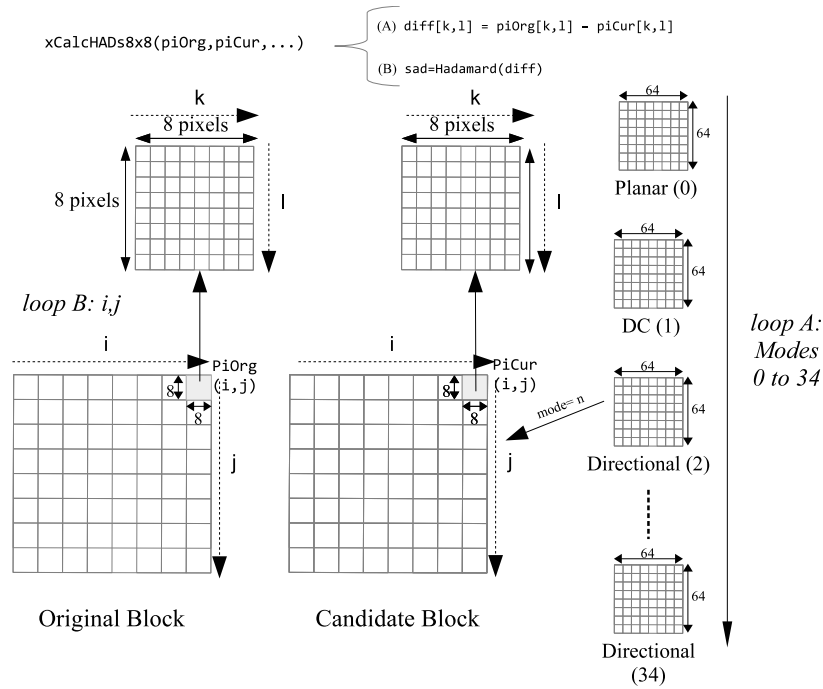 xCalcHADs8x8(piOrg,piCur,...)
(A) diff[k,l] = piOrg[k,l] – piCur[k,l]
(B) sad=Hadamard(diff)
k
8 pixels
8 pixels
l
k
8 pixels
l
64
64
Planar (0)
64
64
DC (1)
64
64
Directional (2)
64
64
Directional
(34)
loop A:
Modes
0 to 34
loop B: i,j
i
PiOrg
(i,j)
8
8
j
Original Block
i
PiCur
(i,j)
8
8
j
mode= n
Candidate Block